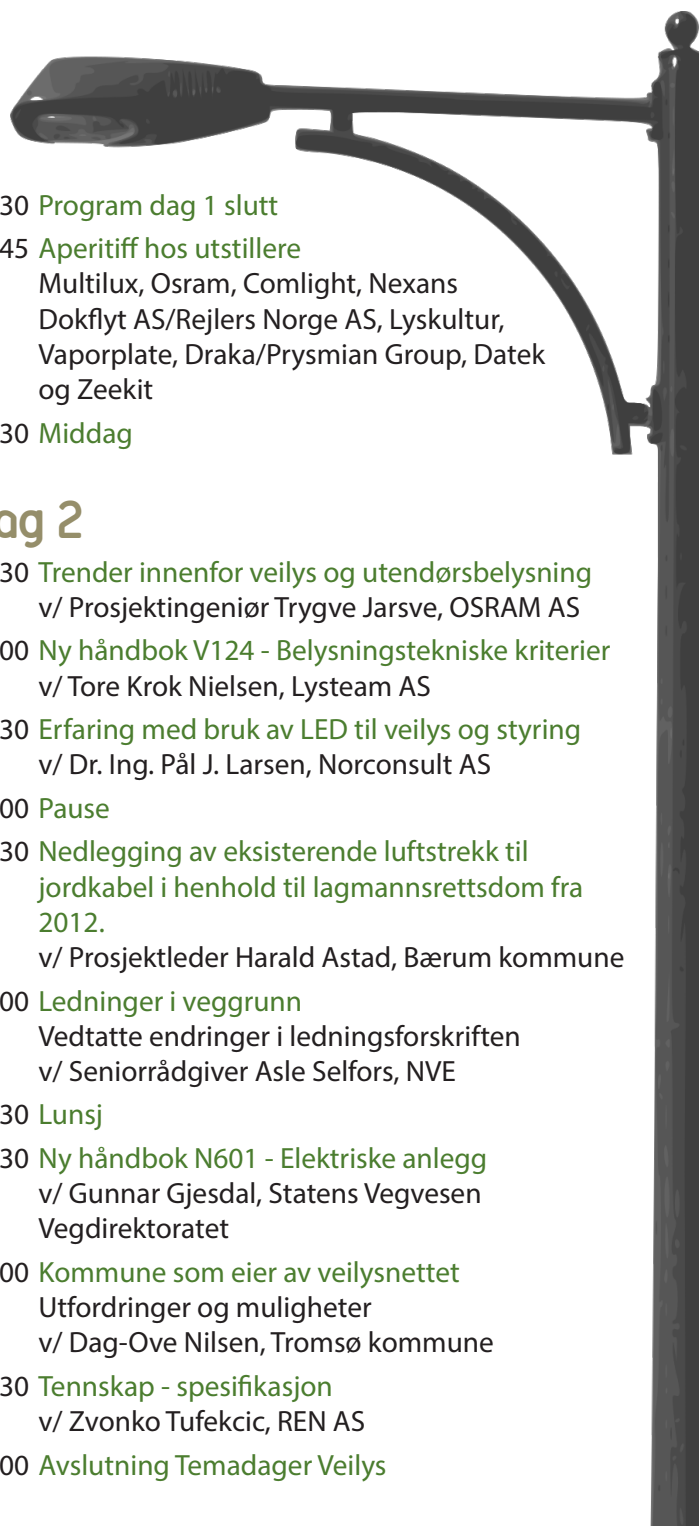 30 Program dag 1 slutt
45 Aperitiff hos utstillere
Multilux, Osram, Comlight, Nexans
Dokflyt AS/Rejlers Norge AS, Lyskultur,
Vaporplate, Draka/Prysmian Group, Datek
og Zeekit
30 Middag
ag 2
30 Trender innenfor veilys og utendørsbelysning
v/ Prosjektingeniør Trygve Jarsve, OSRAM AS
00 Ny håndbok V124 - Belysningstekniske kriterier
v/ Tore Krok Nielsen, Lysteam AS
30 Erfaring med bruk av LED til veilys og styring
v/ Dr. Ing. Pål J. Larsen, Norconsult AS
00 Pause
30 Nedlegging av eksisterende luftstrekk til
jordkabel i henhold til lagmannsrettsdom fra
2012.
v/ Prosjektleder Harald Astad, Bærum kommune
00 Ledninger i veggrunn
Vedtatte endringer i ledningsforskriften
v/ Seniorrådgiver Asle Selfors, NVE
30 Lunsj
30 Ny håndbok N601 - Elektriske anlegg
v/ Gunnar Gjesdal, Statens Vegvesen
Vegdirektoratet
00 Kommune som eier av veilysnettet
Utfordringer og muligheter
v/ Dag-Ove Nilsen, Tromsø kommune
30 Tennskap - spesifikasjon
v/ Zvonko Tufekcic, REN AS
00 Avslutning Temadager Veilys